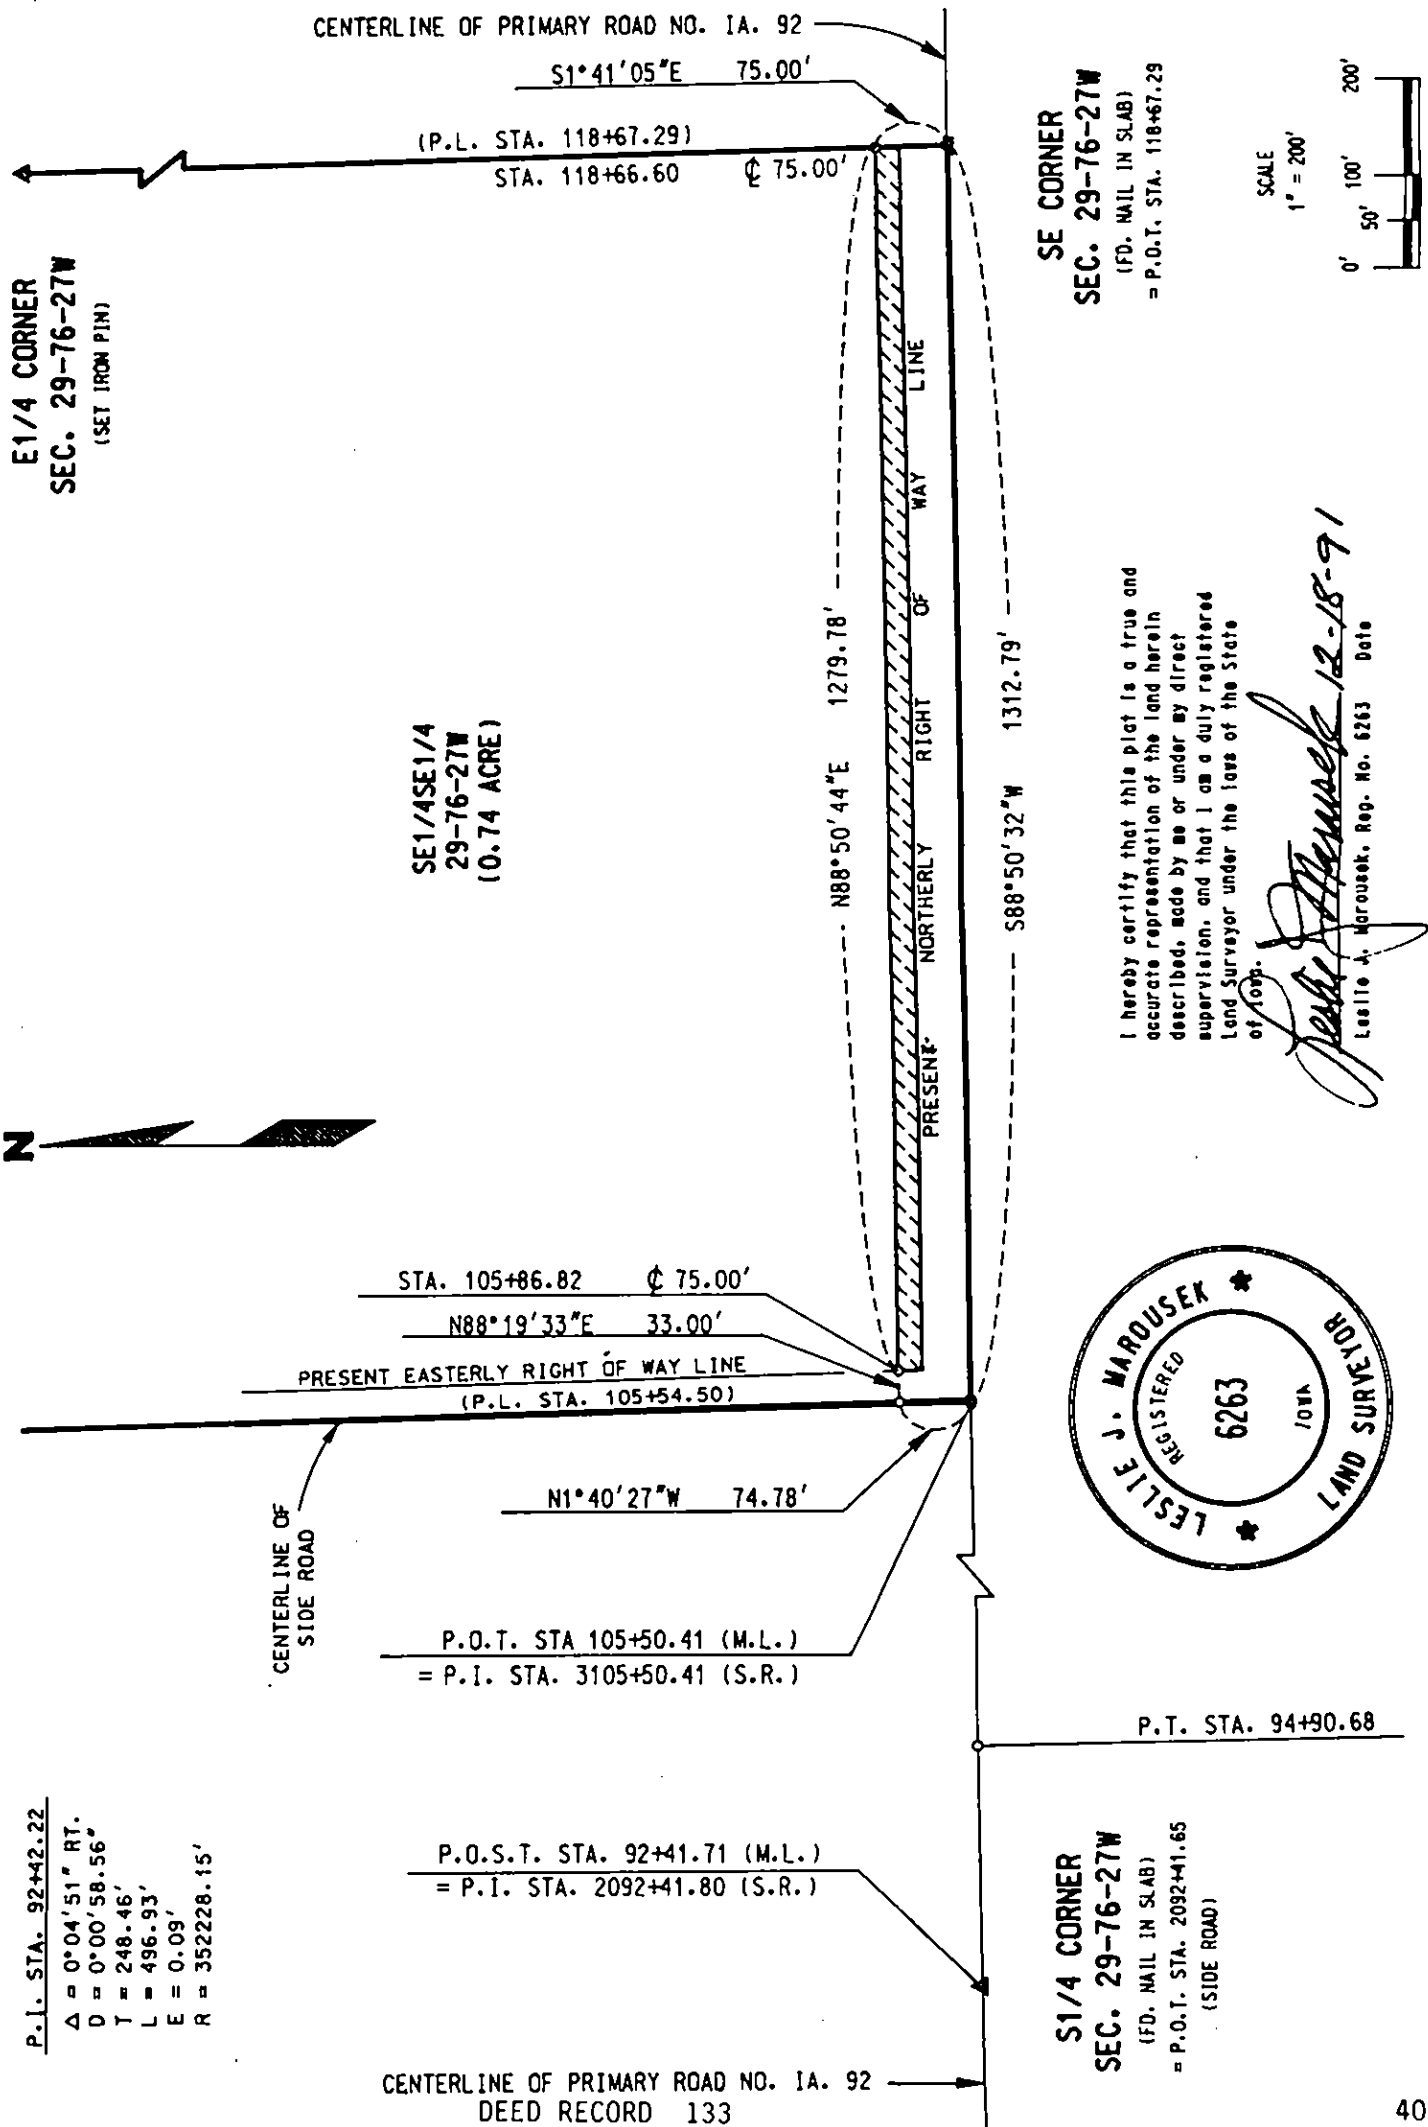 CENTERLINE OF PRIMARY ROAD NO. IA. 92
S1°41'05"E 75.00'
(P.L. STA. 118+67.29)
STA. 118+66.60 ℄ 75.00'
E1/4 CORNER
SEC. 29-76-27W
(SET IRON PIN)
SE CORNER
SEC. 29-76-27W
(FD. NAIL IN SLAB)
= P.O.T. STA. 118+67.29
SCALE
1" = 200'
0' 50' 100' 200'
SE1/4SE1/4
29-76-27W
(0.74 ACRE)
N88°50'44"E 1279.78'
PRESENT NORTHERLY RIGHT OF WAY LINE
S88°50'32"W 1312.79'
N
STA. 105+86.82 ℄ 75.00'
N88°19'33"E 33.00'
PRESENT EASTERLY RIGHT OF WAY LINE
(P.L. STA. 105+54.50)
N1°40'27"W 74.78'
CENTERLINE OF
SIDE ROAD
P.O.T. STA 105+50.41 (M.L.)
= P.I. STA. 3105+50.41 (S.R.)
I hereby certify that this plat is a true and
accurate representation of the land herein
described, made by me or under my direct
supervision, and that I am a duly registered
Land Surveyor under the laws of the State
of Iowa.
Leslie J. Marousek 12-18-91
Leslie J. Marousek, Reg. No. 6263 Date
LESLIE J. MAROUSEK
REGISTERED
6263
IOWA
LAND SURVEYOR
P.T. STA. 94+90.68
P.I. STA. 92+42.22
Δ = 0°04'51" RT.
D = 0°00'58.56"
T = 248.46'
L = 496.93'
E = 0.09'
R = 352228.15'
P.O.S.T. STA. 92+41.71 (M.L.)
= P.I. STA. 2092+41.80 (S.R.)
S1/4 CORNER
SEC. 29-76-27W
(FD. NAIL IN SLAB)
= P.O.T. STA. 2092+41.65
(SIDE ROAD)
CENTERLINE OF PRIMARY ROAD NO. IA. 92
DEED RECORD 133
40